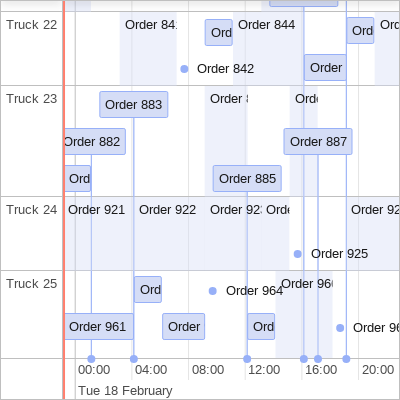 Truck 22
Order 84
Ord
Order 844
Ord
Order 842
Order
Truck 23
Order 883
Order
Ord
Order 882
Order 887
Ord
Order 885
Truck 24
Order 921
Order 922
Order 92
Orde
Order 92
Order 925
Truck 25
Ord
Order 964
Order 96
Order 961
Order
Ord
Order 96
00:00
04:00
08:00
12:00
16:00
20:00
Tue 18 February